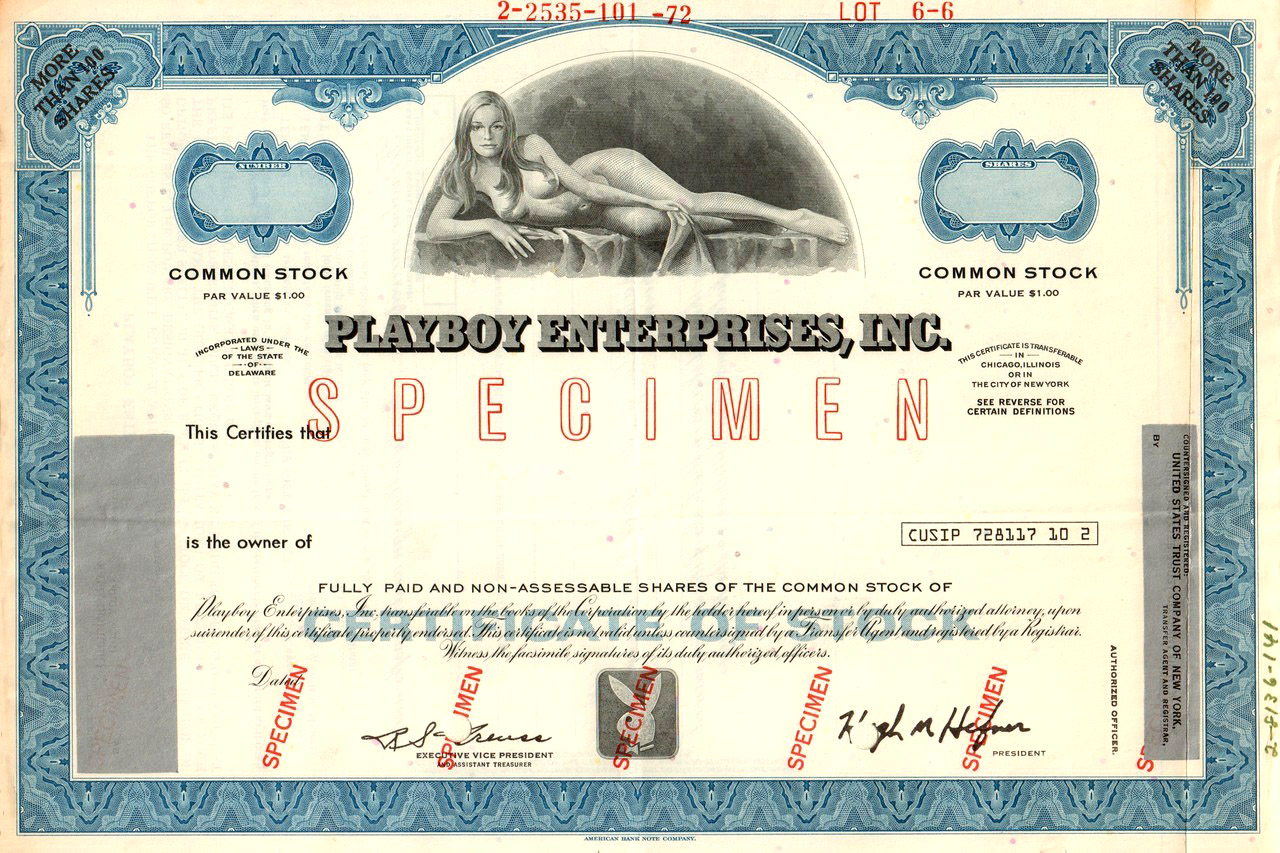 2-2535-101 -72
LOT 6-6
MORE
THAN 100
SHARES
MORE
THAN 100
SHARES
NUMBER
SHARES
COMMON STOCK
PAR VALUE $1.00
COMMON STOCK
PAR VALUE $1.00
PLAYBOY ENTERPRISES, INC.
INCORPORATED UNDER THE
LAWS
OF THE STATE
OF
DELAWARE
THIS CERTIFICATE IS TRANSFERABLE
IN
CHICAGO, ILLINOIS
OR IN
THE CITY OF NEW YORK
SEE REVERSE FOR
CERTAIN DEFINITIONS
SPECIMEN
This Certifies that
is the owner of
CUSIP 728117 10 2
FULLY PAID AND NON-ASSESSABLE SHARES OF THE COMMON STOCK OF
CERTIFICATE OF STOCK
Playboy Enterprises, Inc. transferable on the books of the Corporation by the holder hereof in person or by duly authorized attorney, upon
surrender of this certificate properly endorsed. This certificate is not valid unless countersigned by a Transfer Agent and registered by a Registrar.
Witness the facsimile signatures of its duly authorized officers.
Dated
SPECIMEN
SPECIMEN
SPECIMEN
SPECIMEN
SPECIMEN
SPECIMEN
EXECUTIVE VICE PRESIDENT
AND ASSISTANT TREASURER
Hugh M Hefner
PRESIDENT
COUNTERSIGNED AND REGISTERED:
UNITED STATES TRUST COMPANY OF NEW YORK,
TRANSFER AGENT AND REGISTRAR,
BY
AUTHORIZED OFFICER.
AMERICAN BANK NOTE COMPANY.